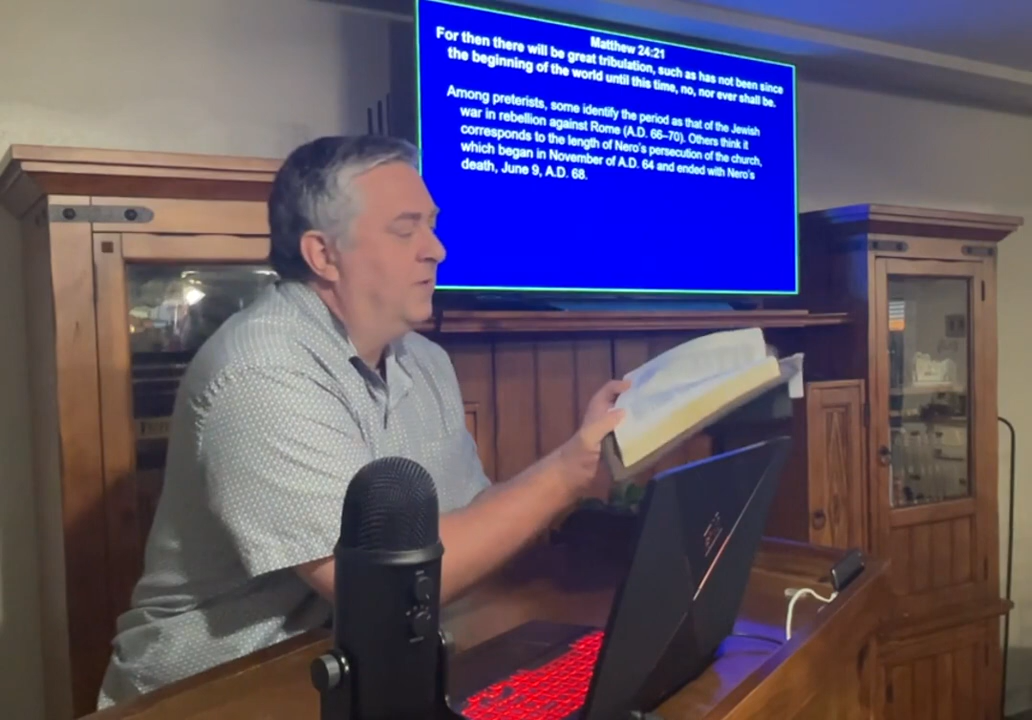 Matthew 24:21
For then there will be great tribulation, such as has not been since
the beginning of the world until this time, no, nor ever shall be.
Among preterists, some identify the period as that of the Jewish
war in rebellion against Rome (A.D. 66–70). Others think it
corresponds to the length of Nero's persecution of the church,
which began in November of A.D. 64 and ended with Nero's
death, June 9, A.D. 68.